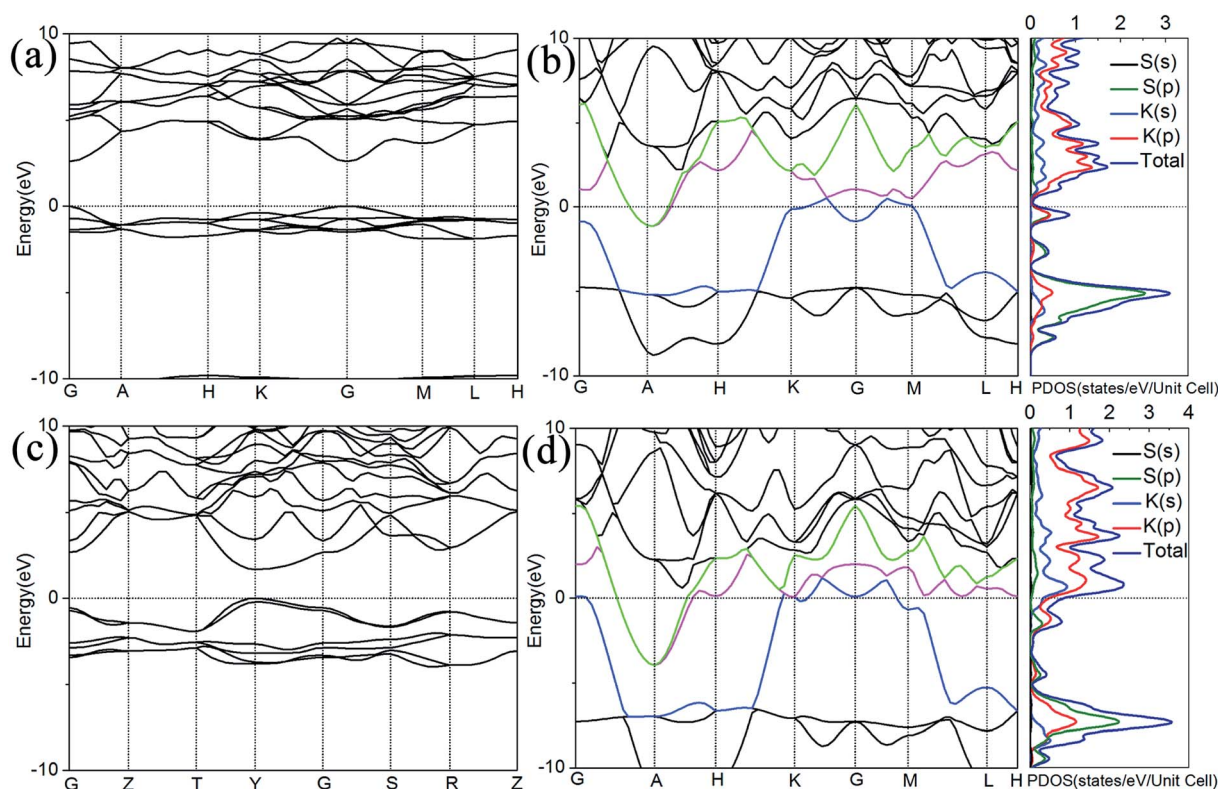 (a)
10
0
-10
Energy(eV)
G A H K G M L H
(b)
10
0
-10
Energy(eV)
G A H K G M L H
0 1 2 3
S(s)
S(p)
K(s)
K(p)
Total
PDOS(states/eV/Unit Cell)
(c)
10
0
-10
Energy(eV)
G Z T Y G S R Z
(d)
10
0
-10
Energy(eV)
G A H K G M L H
0 1 2 3 4
S(s)
S(p)
K(s)
K(p)
Total
PDOS(states/eV/Unit Cell)